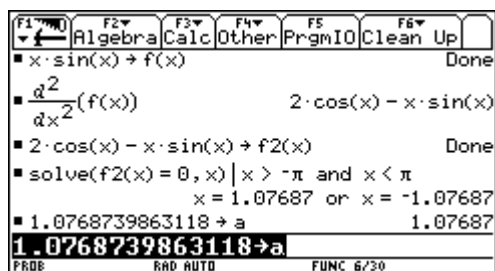 F1 F2 F3 F4 F5 F6
Algebra Calc Other PrgmIO Clean Up
▪ x·sin(x) → f(x) Done
▪ d²/dx²(f(x)) 2·cos(x) − x·sin(x)
▪ 2·cos(x) − x·sin(x) → f2(x) Done
▪ solve(f2(x) = 0, x) | x > ⁻π and x < π
x = 1.07687 or x = ⁻1.07687
▪ 1.0768739863118 → a 1.07687
1.0768739863118→a
PROB RAD AUTO FUNC 6/30